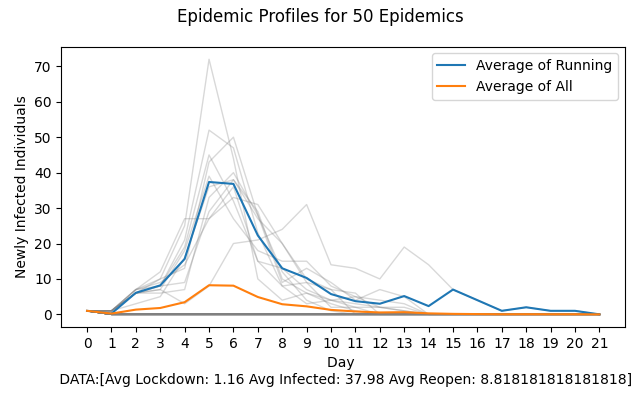 Epidemic Profiles for 50 Epidemics
Newly Infected Individuals
70
60
50
40
30
20
10
0
Average of Running
Average of All
0 1 2 3 4 5 6 7 8 9 10 11 12 13 14 15 16 17 18 19 20 21
Day
DATA:[Avg Lockdown: 1.16 Avg Infected: 37.98 Avg Reopen: 8.818181818181818]